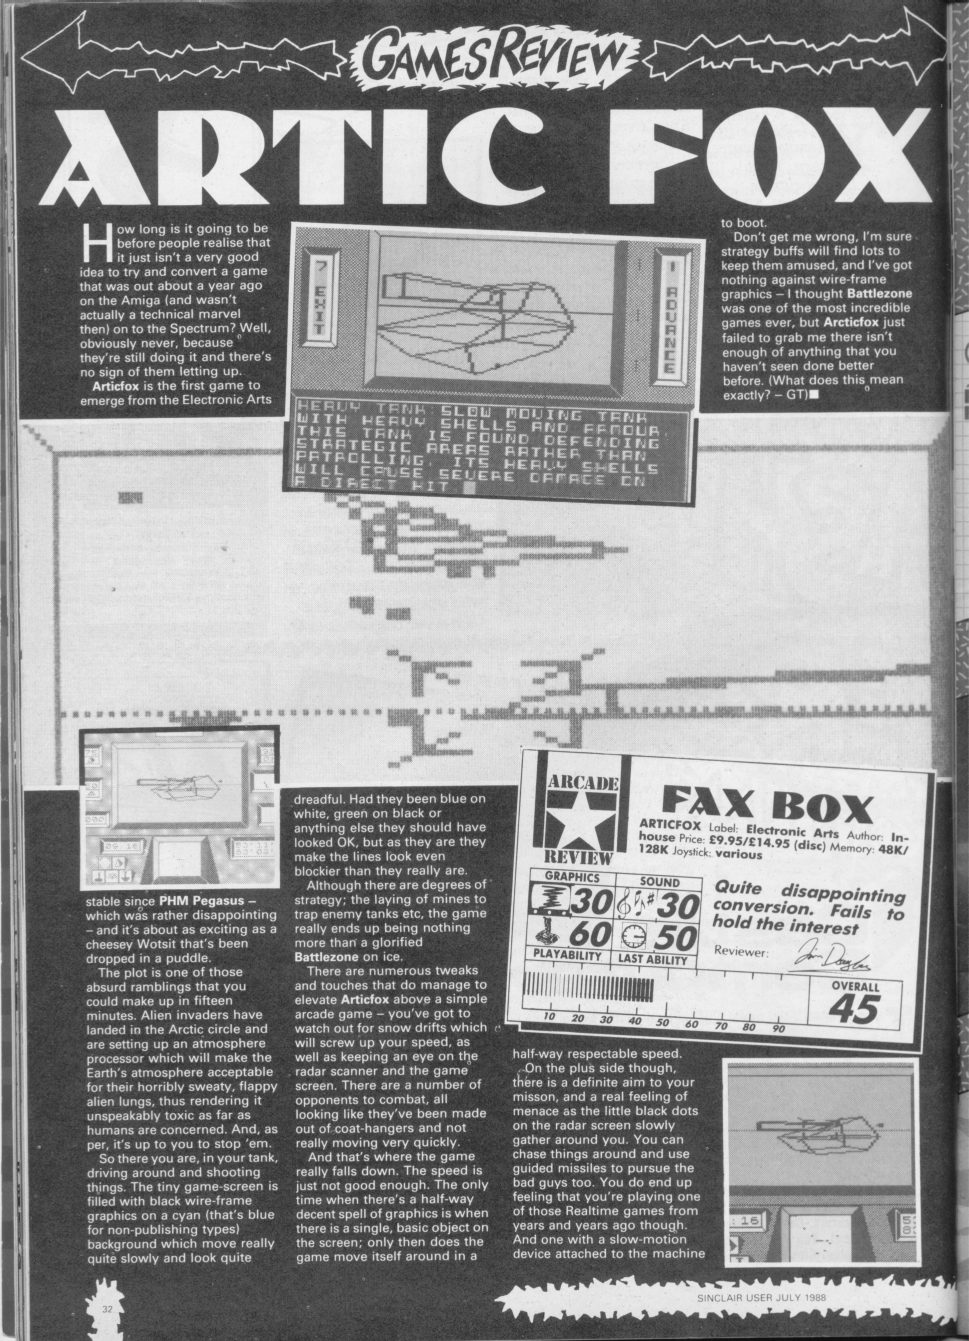 GAMES REVIEW
ARTIC FOX
How long is it going to be
before people realise that
it just isn't a very good
idea to try and convert a game
that was out about a year ago
on the Amiga (and wasn't
actually a technical marvel
then) on to the Spectrum? Well,
obviously never, because
they're still doing it and there's
no sign of them letting up.
Articfox is the first game to
emerge from the Electronic Arts
7 EXIT
1 ADVANCE
HEAVY TANK: SLOW MOVING TANK
WITH HEAVY SHELLS AND ARMOUR
THIS TANK IS FOUND DEFENDING
STRATEGIC AREAS RATHER THAN
PATROLLING. ITS HEAVY SHELLS
WILL CAUSE SEVERE DAMAGE ON
A DIRECT HIT
stable since PHM Pegasus –
which was rather disappointing
– and it's about as exciting as a
cheesey Wotsit that's been
dropped in a puddle.
The plot is one of those
absurd ramblings that you
could make up in fifteen
minutes. Alien invaders have
landed in the Arctic circle and
are setting up an atmosphere
processor which will make the
Earth's atmosphere acceptable
for their horribly sweaty, flappy
alien lungs, thus rendering it
unspeakably toxic as far as
humans are concerned. And, as
per, it's up to you to stop 'em.
So there you are, in your tank,
driving around and shooting
things. The tiny game-screen is
filled with black wire-frame
graphics on a cyan (that's blue
for non-publishing types)
background which move really
quite slowly and look quite
dreadful. Had they been blue on
white, green on black or
anything else they should have
looked OK, but as they are they
make the lines look even
blockier than they really are.
Although there are degrees of
strategy; the laying of mines to
trap enemy tanks etc, the game
really ends up being nothing
more than a glorified
Battlezone on ice.
There are numerous tweaks
and touches that do manage to
elevate Articfox above a simple
arcade game – you've got to
watch out for snow drifts which
will screw up your speed, as
well as keeping an eye on the
radar scanner and the game
screen. There are a number of
opponents to combat, all
looking like they've been made
out of coat-hangers and not
really moving very quickly.
And that's where the game
really falls down. The speed is
just not good enough. The only
time when there's a half-way
decent spell of graphics is when
there is a single, basic object on
the screen; only then does the
game move itself around in a
half-way respectable speed.
On the plus side though,
there is a definite aim to your
misson, and a real feeling of
menace as the little black dots
on the radar screen slowly
gather around you. You can
chase things around and use
guided missiles to pursue the
bad guys too. You do end up
feeling that you're playing one
of those Realtime games from
years and years ago though.
And one with a slow-motion
device attached to the machine
to boot.
Don't get me wrong, I'm sure
strategy buffs will find lots to
keep them amused, and I've got
nothing against wire-frame
graphics – I thought Battlezone
was one of the most incredible
games ever, but Arcticfox just
failed to grab me there isn't
enough of anything that you
haven't seen done better
before. (What does this mean
exactly? – GT)■
ARCADE
REVIEW
FAX BOX
ARTICFOX Label: Electronic Arts Author: In-
house Price: £9.95/£14.95 (disc) Memory: 48K/
128K Joystick: various
GRAPHICS
30
SOUND
30
60
PLAYABILITY
50
LAST ABILITY
Quite disappointing
conversion. Fails to
hold the interest
Reviewer: Jim Douglas
10 20 30 40 50 60 70 80 90
OVERALL
45
32
SINCLAIR USER JULY 1988